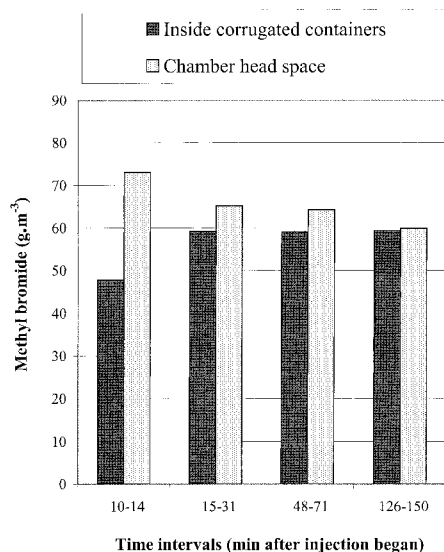 Inside corrugated containers
Chamber head space
90
80
70
60
50
40
30
20
10
0
Methyl bromide (g.m-3)
10-14 15-31 48-71 126-150
Time intervals (min after injection began)